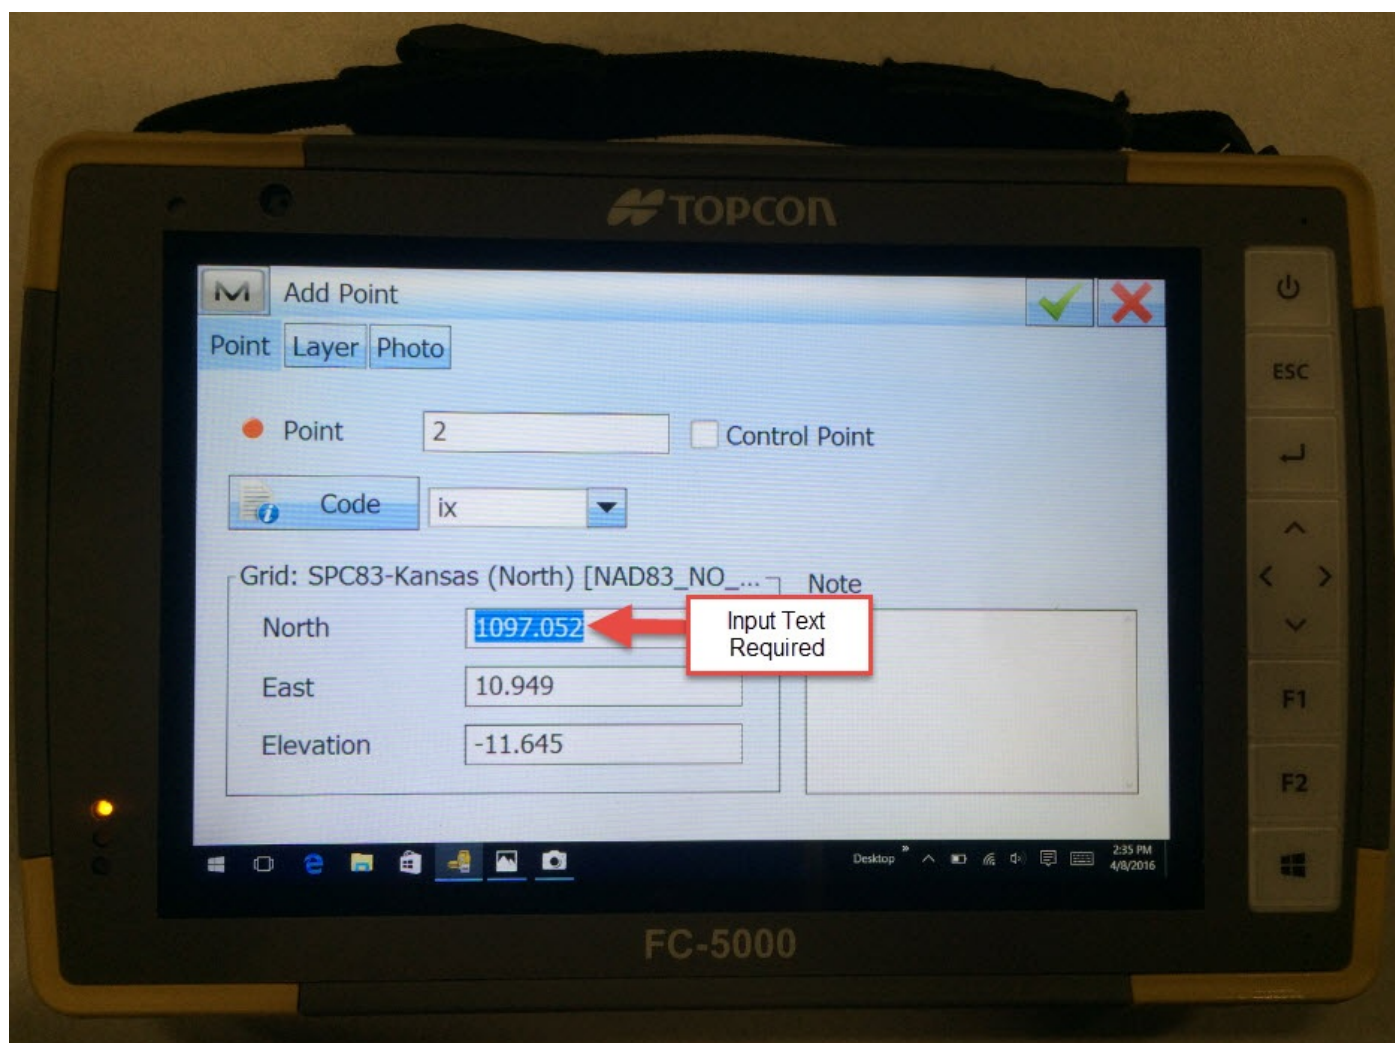 TOPCON
Add Point
Point Layer Photo
Point 2 Control Point
Code ix
Grid: SPC83-Kansas (North) [NAD83_NO_... Note
North 1097.052
Input Text
Required
East 10.949
Elevation -11.645
Desktop
2:35 PM
4/8/2016
ESC
F1
F2
FC-5000